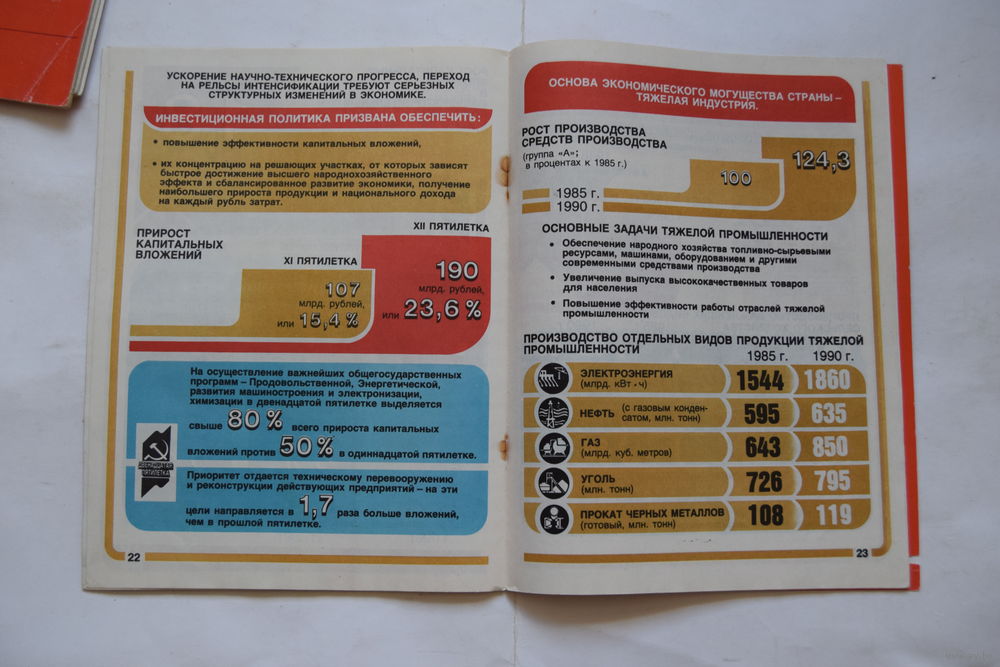 УСКОРЕНИЕ НАУЧНО-ТЕХНИЧЕСКОГО ПРОГРЕССА, ПЕРЕХОД
НА РЕЛЬСЫ ИНТЕНСИФИКАЦИИ ТРЕБУЮТ СЕРЬЕЗНЫХ
СТРУКТУРНЫХ ИЗМЕНЕНИЙ В ЭКОНОМИКЕ.
ИНВЕСТИЦИОННАЯ ПОЛИТИКА ПРИЗВАНА ОБЕСПЕЧИТЬ:
• повышение эффективности капитальных вложений,
• их концентрацию на решающих участках, от которых зависят
быстрое достижение высшего народнохозяйственного
эффекта и сбалансированное развитие экономики, получение
наибольшего прироста продукции и национального дохода
на каждый рубль затрат.
ПРИРОСТ
КАПИТАЛЬНЫХ
ВЛОЖЕНИЙ
XI ПЯТИЛЕТКА
107
млрд. рублей,
или 15,4 %
XII ПЯТИЛЕТКА
190
млрд. рублей,
или 23,6 %
На осуществление важнейших общегосударственных
программ – Продовольственной, Энергетической,
развития машиностроения и электронизации,
химизации в двенадцатой пятилетке выделяется
свыше 80 % всего прироста капитальных
вложений против 50 % в одиннадцатой пятилетке.
ДВЕНАДЦАТАЯ
ПЯТИЛЕТКА
Приоритет отдается техническому перевооружению
и реконструкции действующих предприятий – на эти
цели направляется в 1,7 раза больше вложений,
чем в прошлой пятилетке.
22
ОСНОВА ЭКОНОМИЧЕСКОГО МОГУЩЕСТВА СТРАНЫ –
ТЯЖЕЛАЯ ИНДУСТРИЯ.
РОСТ ПРОИЗВОДСТВА
СРЕДСТВ ПРОИЗВОДСТВА
(группа «А»;
в процентах к 1985 г.)
100
124,3
1985 г.
1990 г.
ОСНОВНЫЕ ЗАДАЧИ ТЯЖЕЛОЙ ПРОМЫШЛЕННОСТИ
• Обеспечение народного хозяйства топливно-сырьевыми
ресурсами, машинами, оборудованием и другими
современными средствами производства
• Увеличение выпуска высококачественных товаров
для населения
• Повышение эффективности работы отраслей тяжелой
промышленности
ПРОИЗВОДСТВО ОТДЕЛЬНЫХ ВИДОВ ПРОДУКЦИИ ТЯЖЕЛОЙ
ПРОМЫШЛЕННОСТИ 1985 г. 1990 г.
ЭЛЕКТРОЭНЕРГИЯ
(млрд. кВт · ч) 1544 1860
НЕФТЬ (с газовым конден-
сатом, млн. тонн) 595 635
ГАЗ
(млрд. куб. метров) 643 850
УГОЛЬ
(млн. тонн) 726 795
ПРОКАТ ЧЕРНЫХ МЕТАЛЛОВ
(готовый, млн. тонн) 108 119
23